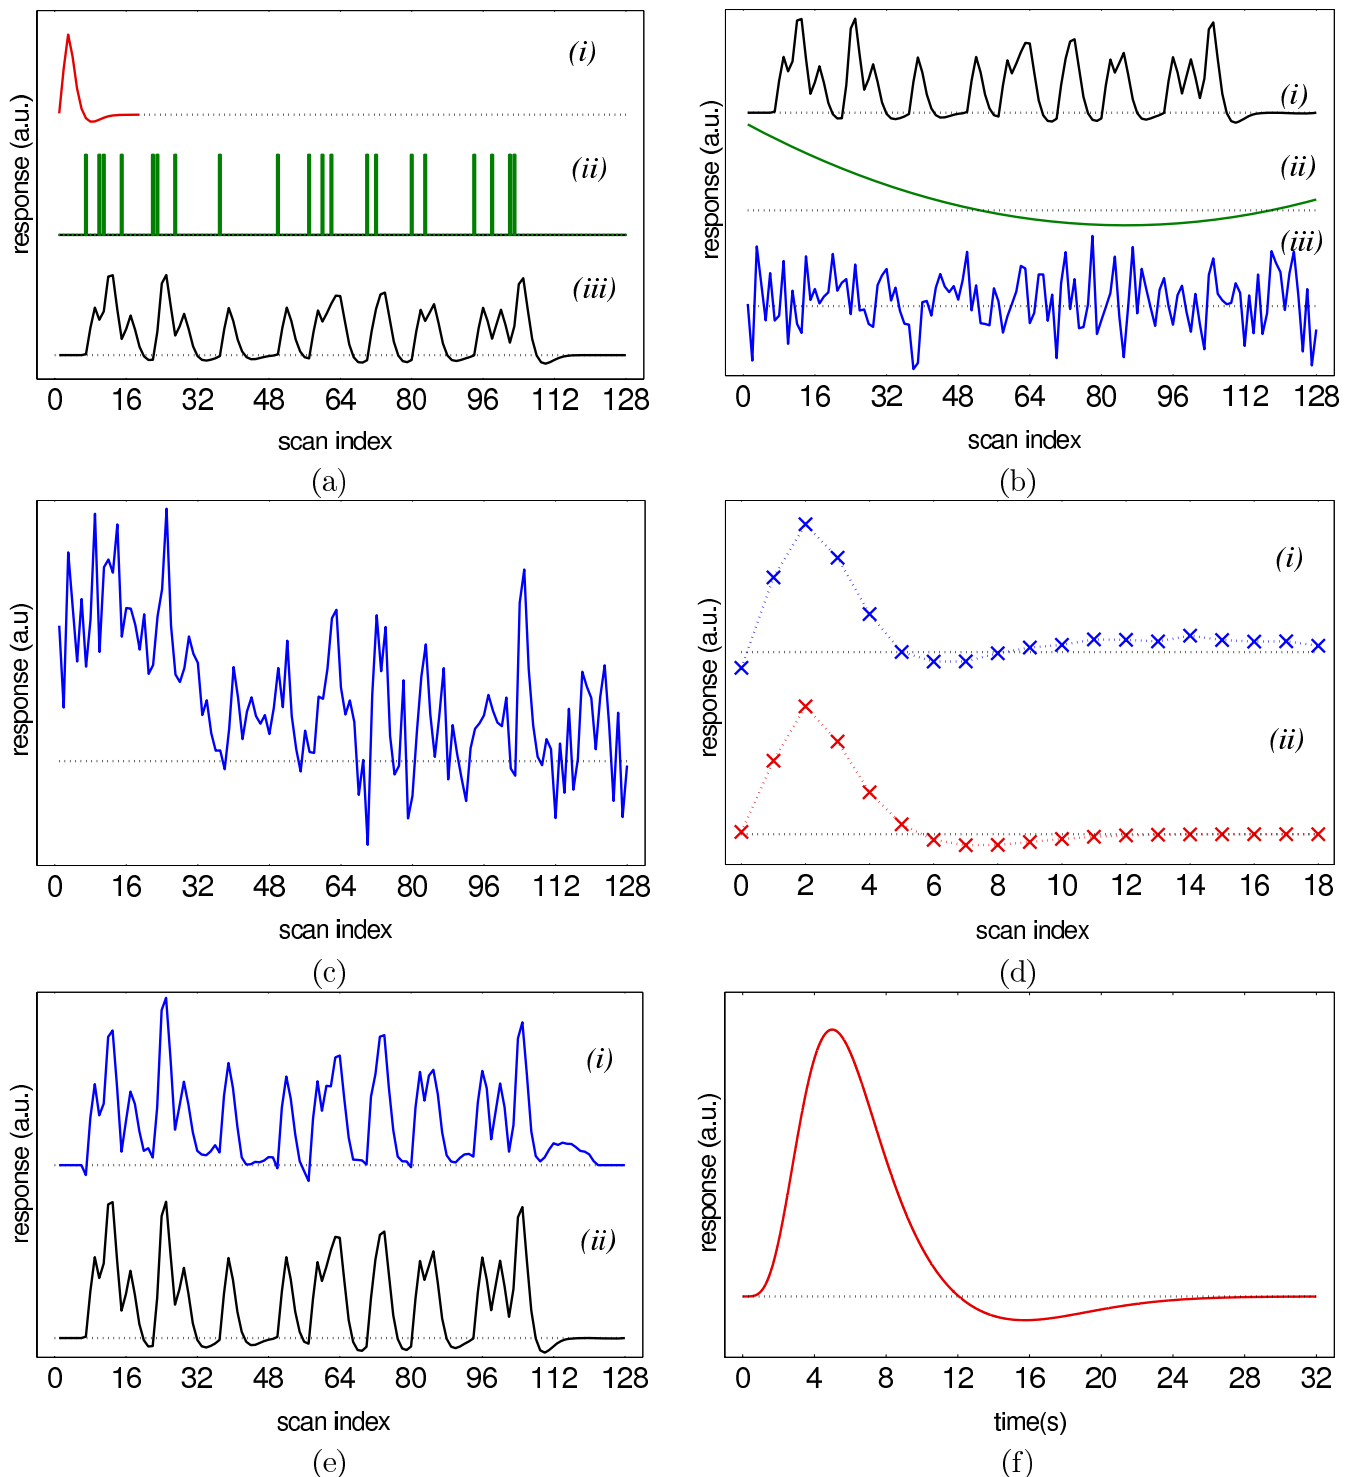 response (a.u.)
(i)
(ii)
(iii)
0 16 32 48 64 80 96 112 128
scan index
(a)
response (a.u.)
(i)
(ii)
(iii)
0 16 32 48 64 80 96 112 128
scan index
(b)
response (a.u)
0 16 32 48 64 80 96 112 128
scan index
(c)
response (a.u.)
(i)
(ii)
0 2 4 6 8 10 12 14 16 18
scan index
(d)
response (a.u.)
(i)
(ii)
0 16 32 48 64 80 96 112 128
scan index
(e)
response (a.u.)
0 4 8 12 16 20 24 28 32
time(s)
(f)